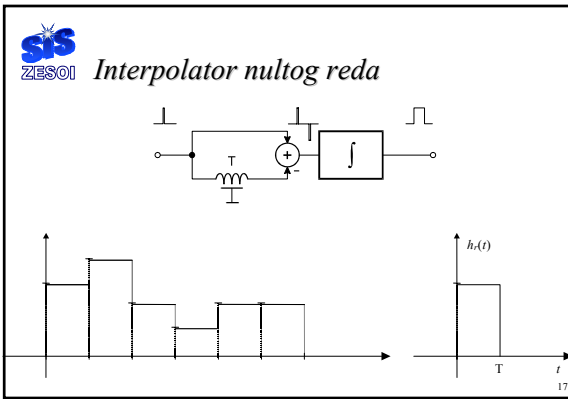 SiS
ZESOI
Interpolator nultog reda
T
+
-
∫
hᵣ(t)
T
t
17